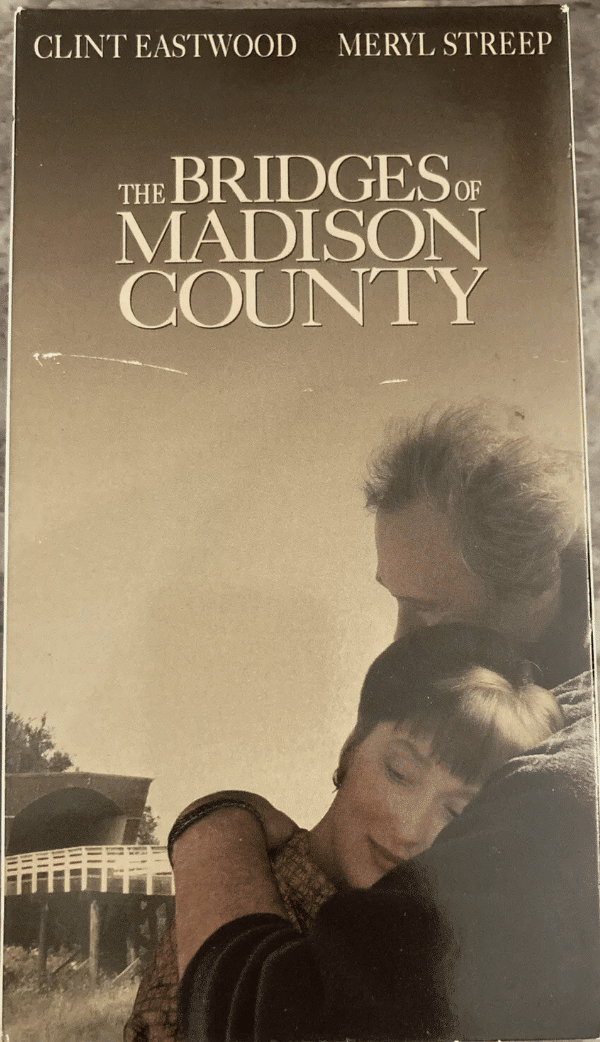 CLINT EASTWOOD MERYL STREEP
THE BRIDGES OF
MADISON
COUNTY